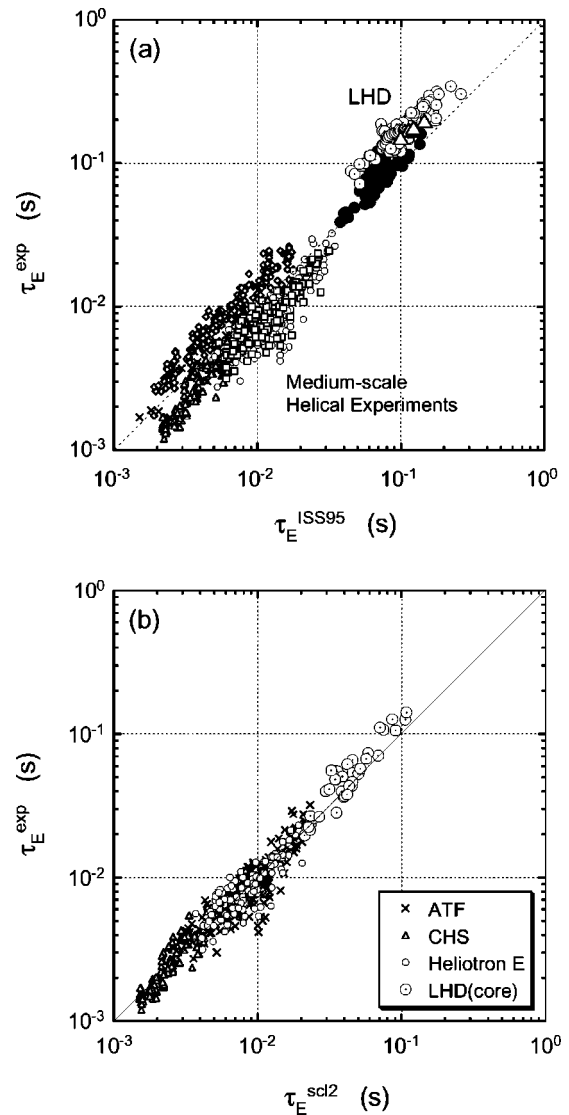 (a)
10^0
LHD
10^-1
τ_E^exp (s)
10^-2
Medium-scale
Helical Experiments
10^-3
10^-3 10^-2 10^-1 10^0
τ_E^ISS95 (s)
(b)
10^0
10^-1
τ_E^exp (s)
10^-2
× ATF
△ CHS
○ Heliotron E
⊙ LHD(core)
10^-3
10^-3 10^-2 10^-1 10^0
τ_E^scl2 (s)